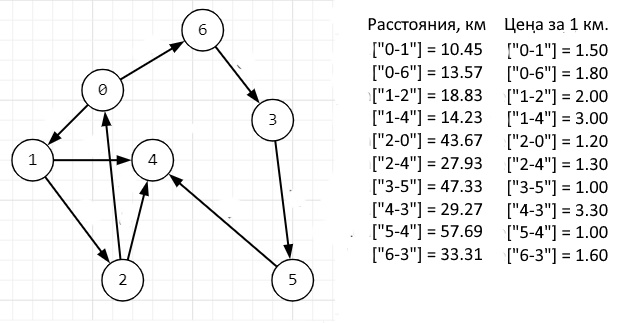 6
0
3
1
4
2
5
Расстояния, км Цена за 1 км.
["0-1"] = 10.45 ["0-1"] = 1.50
["0-6"] = 13.57 ["0-6"] = 1.80
["1-2"] = 18.83 ["1-2"] = 2.00
["1-4"] = 14.23 ["1-4"] = 3.00
["2-0"] = 43.67 ["2-0"] = 1.20
["2-4"] = 27.93 ["2-4"] = 1.30
["3-5"] = 47.33 ["3-5"] = 1.00
["4-3"] = 29.27 ["4-3"] = 3.30
["5-4"] = 57.69 ["5-4"] = 1.00
["6-3"] = 33.31 ["6-3"] = 1.60